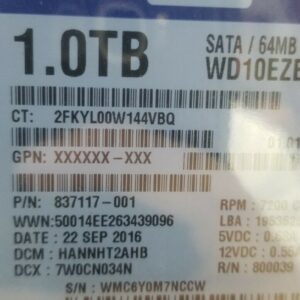 1.0TB
SATA / 64MB
WD10EZE
CT: 2FKYL00W144VBQ
GPN: XXXXXX-XXX
P/N: 837117-001
RPM: 7200
WWN:50014EE263439096
LBA :
DATE : 22 SEP 2016
5VDC :
DCM : HANNHT2AHB
12VDC :
DCX : 7W0CN034N
R/N: 800039
S/N : WMC6Y0M7NCCW